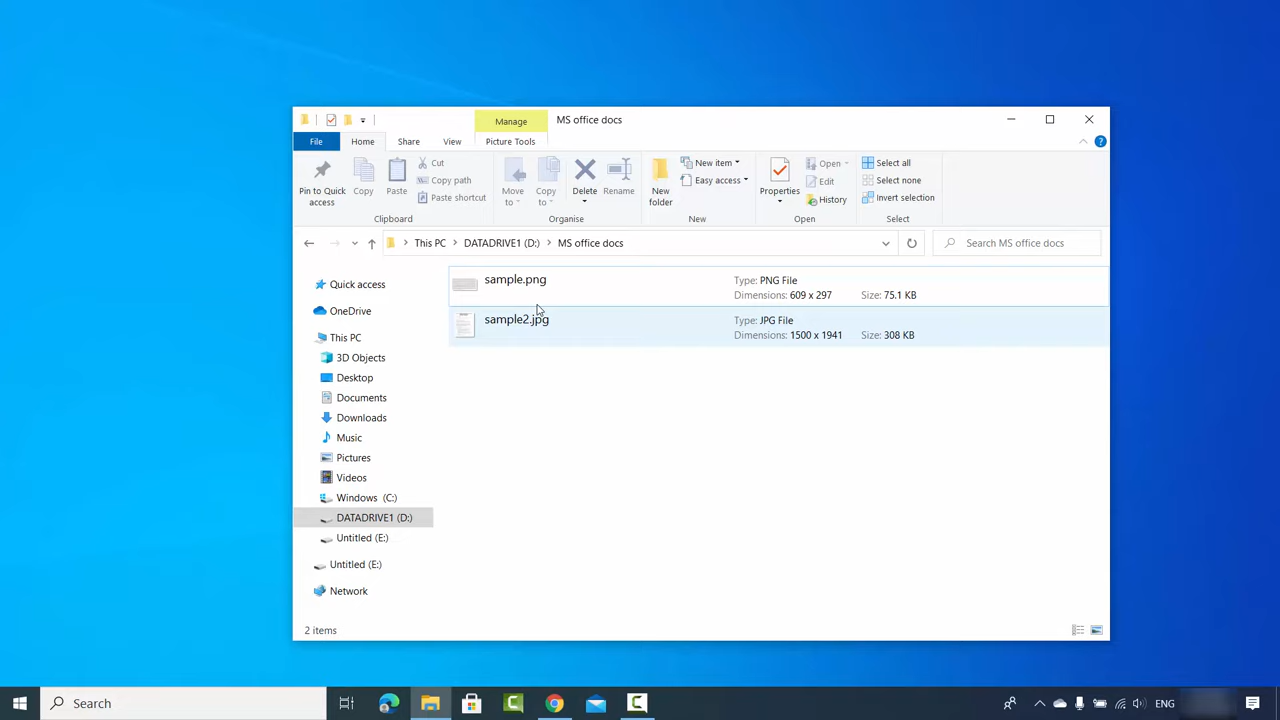 Manage MS office docs
File Home Share View Picture Tools
Pin to Quick access
Copy
Paste
Cut
Copy path
Paste shortcut
Clipboard
Move to
Copy to
Delete
Rename
Organise
New folder
New item
Easy access
New
Properties
Open
Edit
History
Open
Select all
Select none
Invert selection
Select
This PC DATADRIVE1 (D:) MS office docs
Search MS office docs
Quick access
OneDrive
This PC
3D Objects
Desktop
Documents
Downloads
Music
Pictures
Videos
Windows (C:)
DATADRIVE1 (D:)
Untitled (E:)
Untitled (E:)
Network
sample.png
Type: PNG File
Dimensions: 609 x 297 Size: 75.1 KB
sample2.jpg
Type: JPG File
Dimensions: 1500 x 1941 Size: 308 KB
2 items
Search
ENG